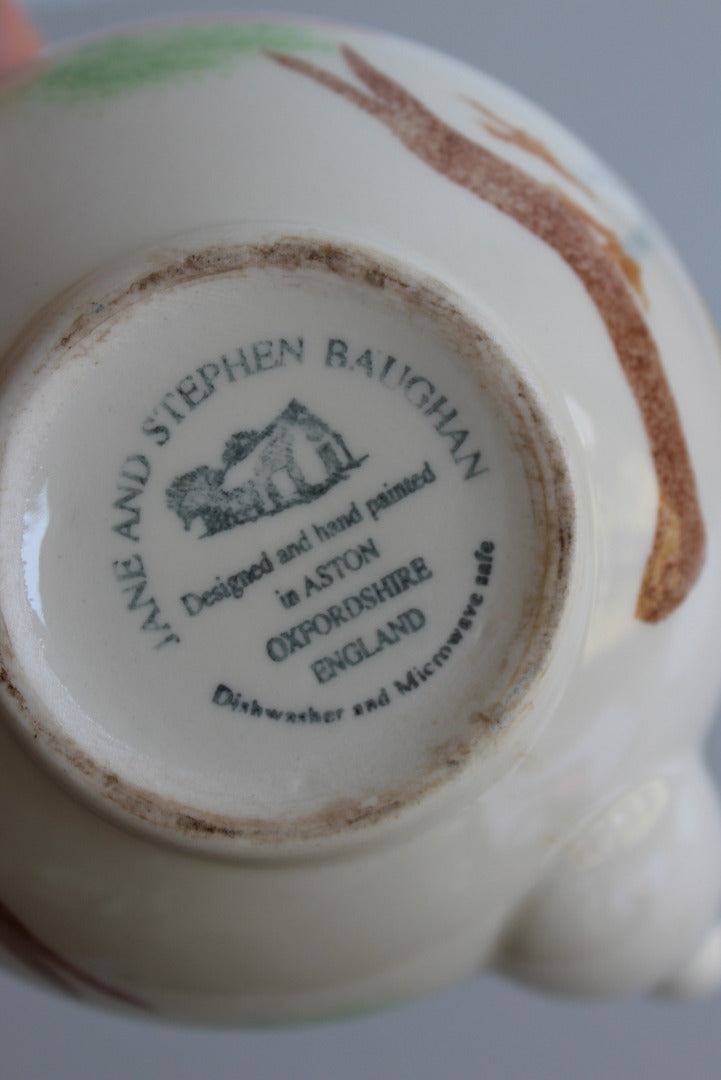 JANE AND STEPHEN BAUGHAN
Designed and hand painted
in ASTON
OXFORDSHIRE
ENGLAND
Dishwasher and Microwave safe